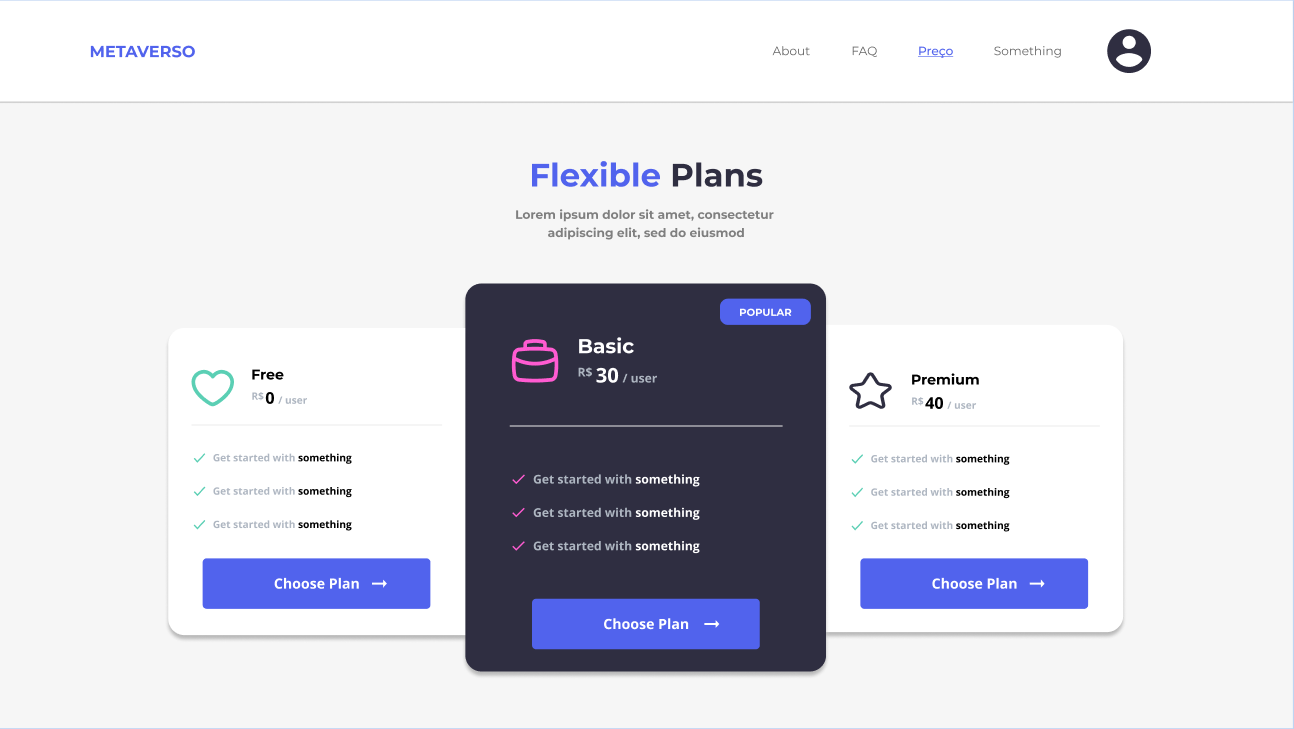 METAVERSO
About
FAQ
Preço
Something
Flexible Plans
Lorem ipsum dolor sit amet, consectetur
adipiscing elit, sed do eiusmod
Free
R$ 0 / user
Get started with something
Get started with something
Get started with something
Choose Plan
POPULAR
Basic
R$ 30 / user
Get started with something
Get started with something
Get started with something
Choose Plan
Premium
R$ 40 / user
Get started with something
Get started with something
Get started with something
Choose Plan